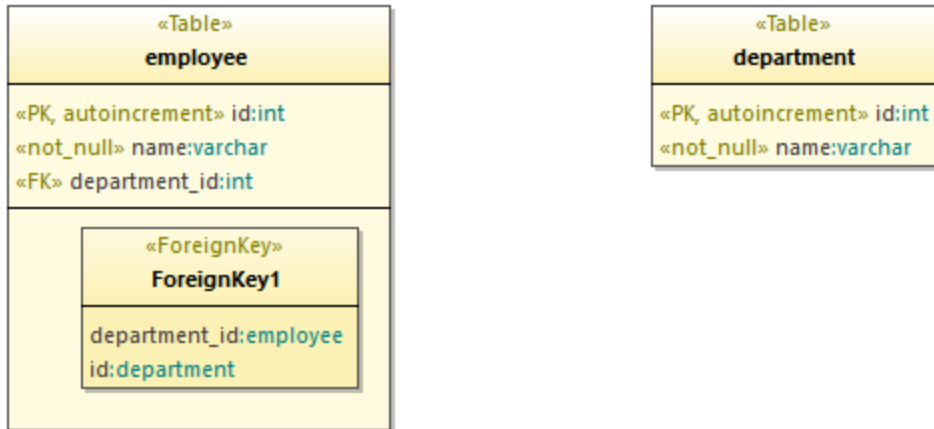 «Table»
employee
«PK, autoincrement» id:int
«not_null» name:varchar
«FK» department_id:int
«ForeignKey»
ForeignKey1
department_id:employee
id:department
«Table»
department
«PK, autoincrement» id:int
«not_null» name:varchar